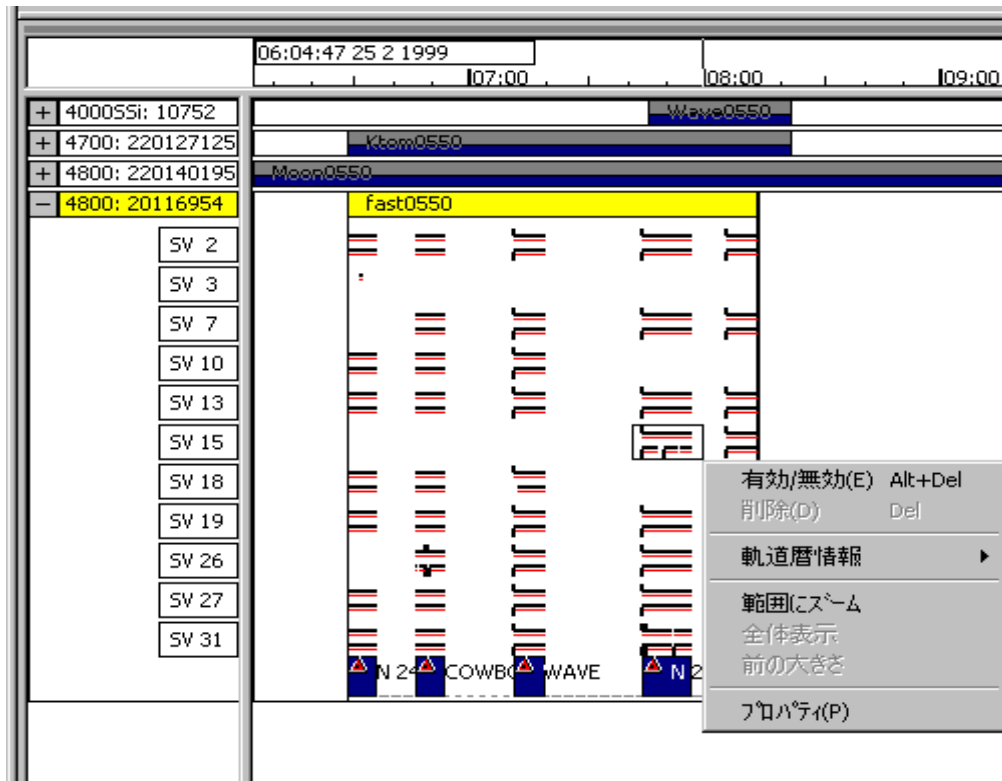 06:04:47 25 2 1999
07:00 08:00 09:00
+ 4000SSi: 10752 Wave0550
+ 4700: 220127125 Ktom0550
+ 4800: 220140195 Moon0550
− 4800: 20116954 fast0550
SV 2
SV 3
SV 7
SV 10
SV 13
SV 15
SV 18
SV 19
SV 26
SV 27
SV 31
N 24 COWBO WAVE N 2
有効/無効(E) Alt+Del
削除(D) Del
軌道暦情報
範囲にズーム
全体表示
前の大きさ
プロパティ(P)